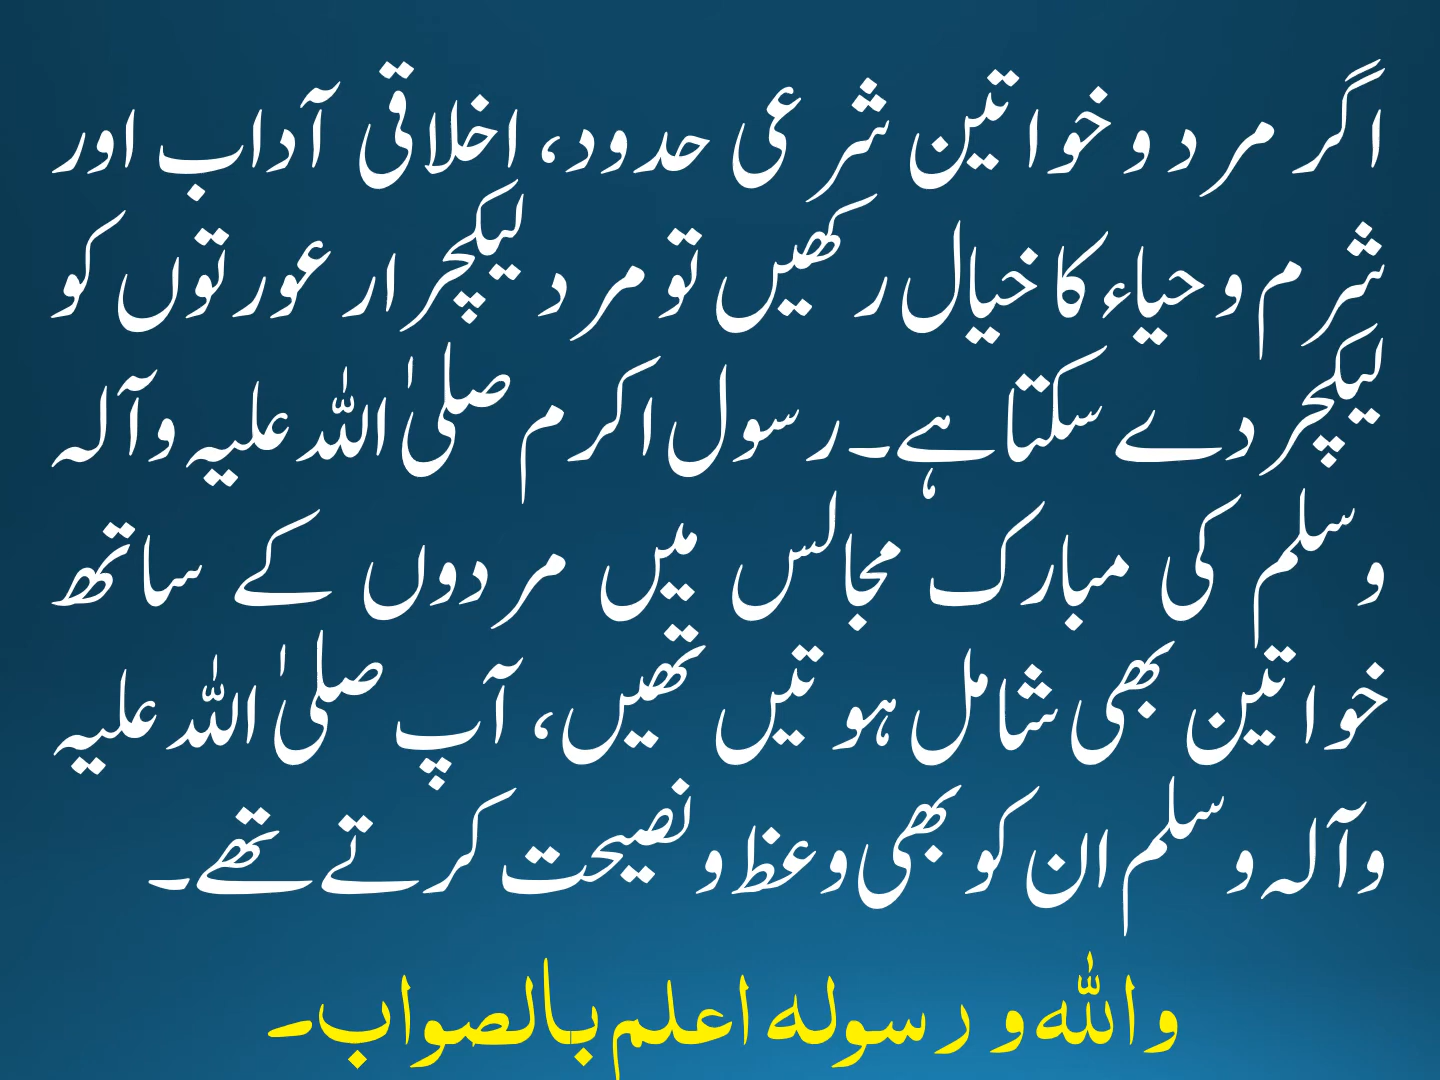 اگر مرد و خواتین شرعی حدود، اخلاقی آداب اور
شرم و حیاء کا خیال رکھیں تو مرد لیکچرار عورتوں کو
لیکچر دے سکتا ہے۔ رسول اکرم صلیٰ اللہ علیہ وآلہ
وسلم کی مبارک مجالس میں مردوں کے ساتھ
خواتین بھی شامل ہوتیں تھیں، آپ صلیٰ اللہ علیہ
وآلہ وسلم ان کو بھی وعظ و نصیحت کرتے تھے۔
واللہ و رسولہ اعلم بالصواب۔